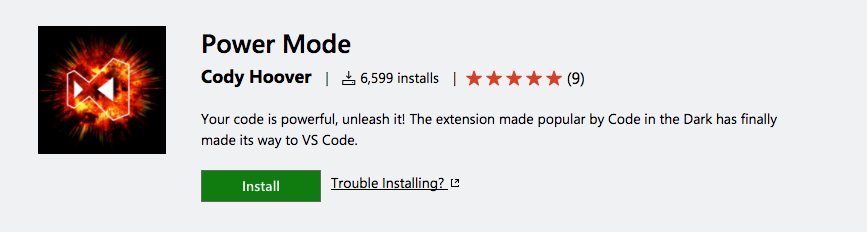 Power Mode
Cody Hoover | 6,599 installs | (9)
Your code is powerful, unleash it! The extension made popular by Code in the Dark has finally
made its way to VS Code.
Install Trouble Installing?